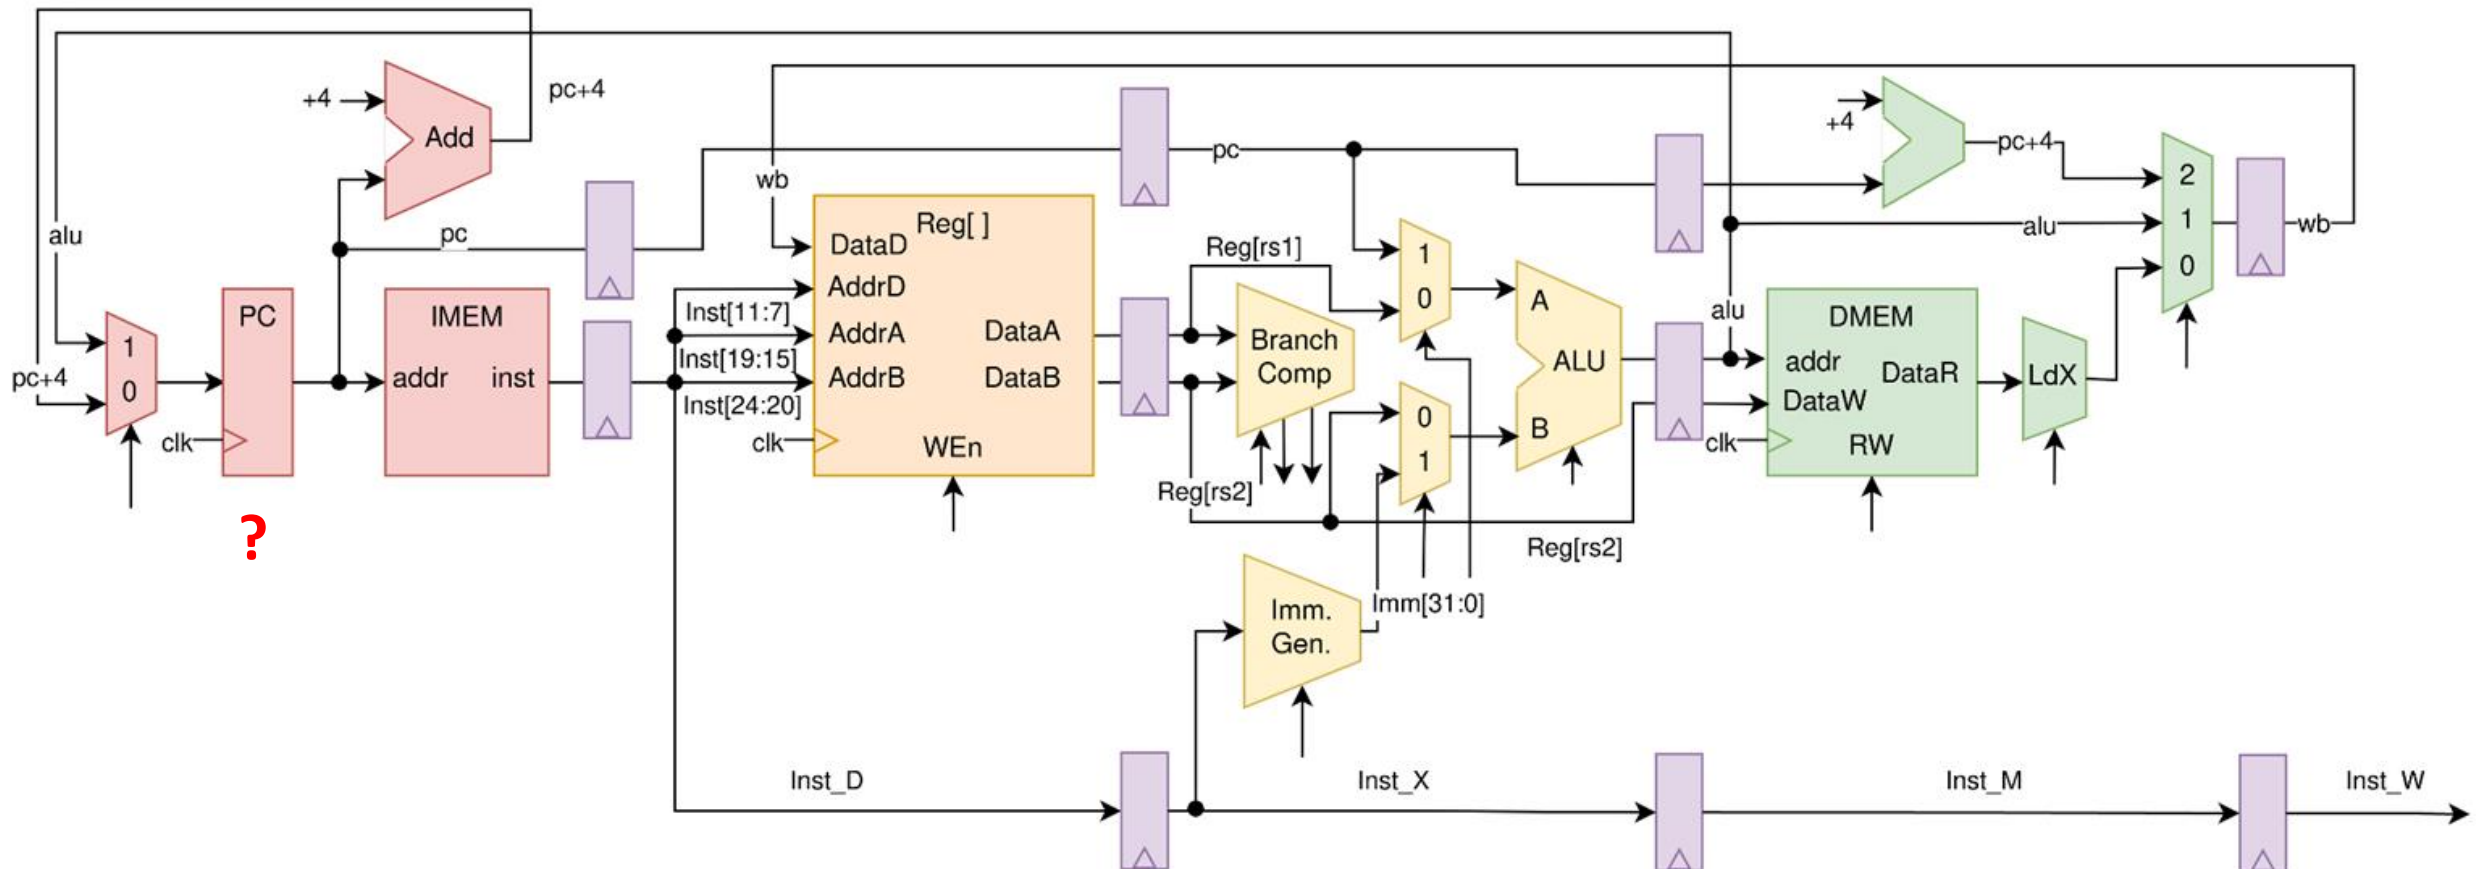 +4
Add
pc+4
alu
pc+4
1
0
PC
clk
?
pc
IMEM
addr
inst
wb
Reg[ ]
DataD
AddrD
Inst[11:7]
AddrA
Inst[19:15]
AddrB
Inst[24:20]
DataA
DataB
clk
WEn
pc
Reg[rs1]
Branch
Comp
Reg[rs2]
1
0
0
1
A
ALU
B
Reg[rs2]
Imm.
Gen.
Imm[31:0]
alu
DMEM
addr
DataR
DataW
clk
RW
LdX
+4
pc+4
alu
2
1
0
wb
Inst_D
Inst_X
Inst_M
Inst_W